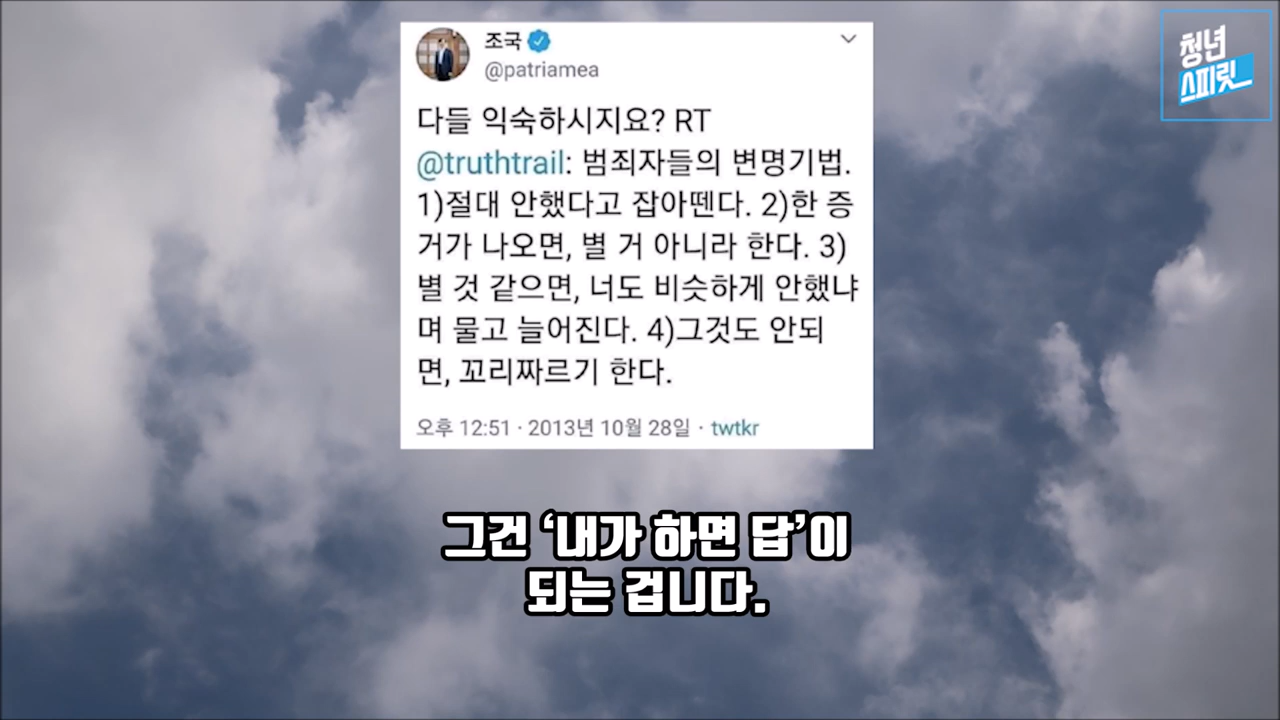 조국
@patriamea
다들 익숙하시지요? RT
@truthtrail: 범죄자들의 변명기법.
1)절대 안했다고 잡아뗀다. 2)한 증
거가 나오면, 별 거 아니라 한다. 3)
별 것 같으면, 너도 비슷하게 안했냐
며 물고 늘어진다. 4)그것도 안되
면, 꼬리짜르기 한다.
오후 12:51 · 2013년 10월 28일 · twtkr
청년
스피릿
그건 ‘내가 하면 답’이
되는 겁니다.